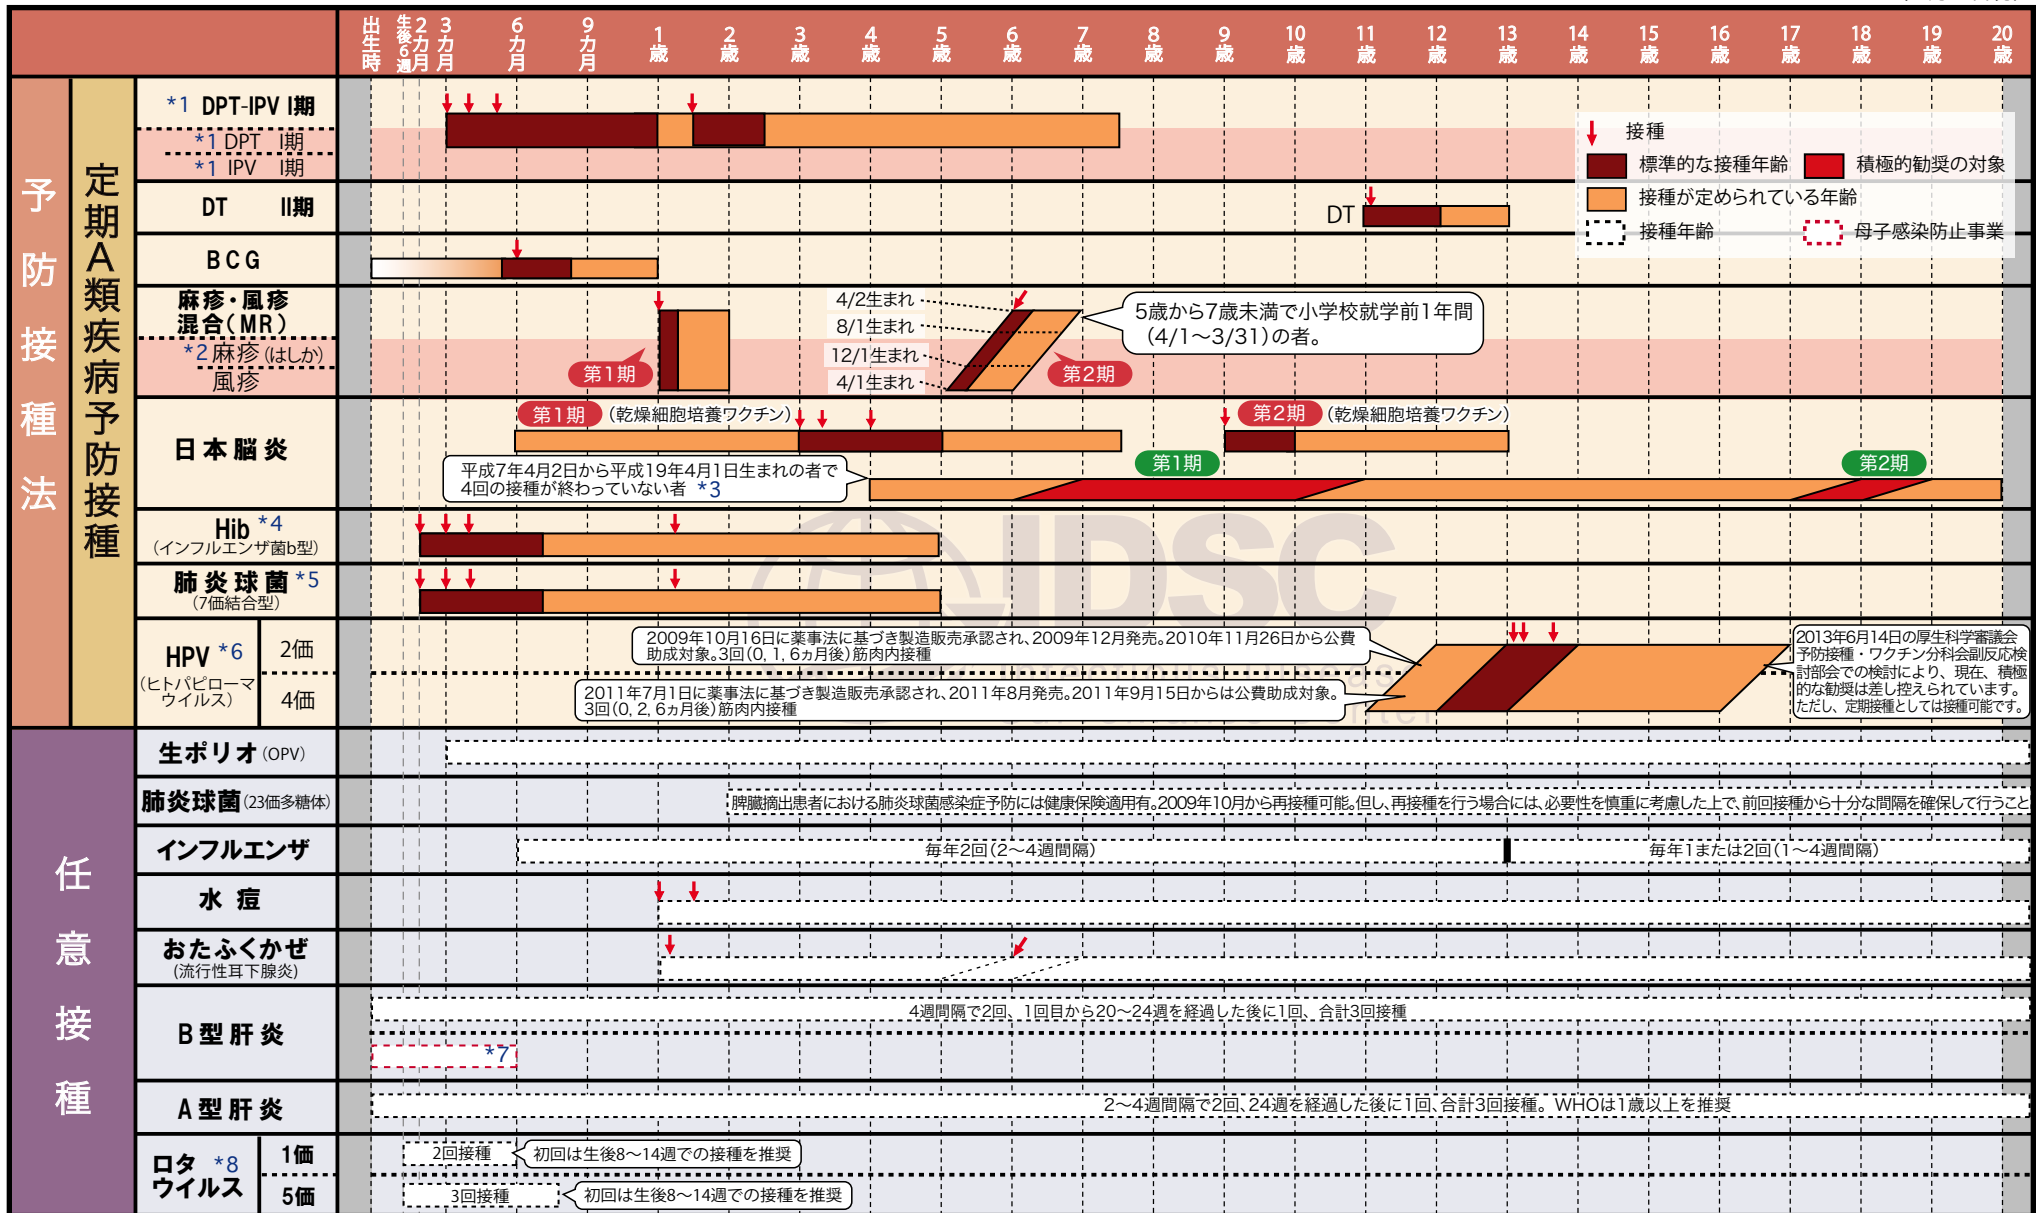 出生時
生後6週
2カ月
3カ月
6カ月
9カ月
1歳
2歳
3歳
4歳
5歳
6歳
7歳
8歳
9歳
10歳
11歳
12歳
13歳
14歳
15歳
16歳
17歳
18歳
19歳
20歳
予防接種法
定期A類疾病予防接種
*1 DPT-IPV I期
*1 DPT I期
*1 IPV I期
接種
標準的な接種年齢
積極的勧奨の対象
接種が定められている年齢
接種年齢
母子感染防止事業
DT II期
DT
BCG
麻疹・風疹
混合(MR)
*2 麻疹(はしか)
風疹
第1期
4/2生まれ
8/1生まれ
12/1生まれ
4/1生まれ
5歳から7歳未満で小学校就学前1年間
(4/1〜3/31)の者。
第2期
日本脳炎
第1期 (乾燥細胞培養ワクチン)
第2期 (乾燥細胞培養ワクチン)
平成7年4月2日から平成19年4月1日生まれの者で
4回の接種が終わっていない者 *3
第1期
第2期
Hib *4
(インフルエンザ菌b型)
肺炎球菌 *5
(7価結合型)
IDSC
HPV *6
(ヒトパピローマ
ウイルス)
2価
4価
2009年10月16日に薬事法に基づき製造販売承認され、2009年12月発売。2010年11月26日から公費
助成対象。3回(0, 1, 6ヵ月後)筋肉内接種
2011年7月1日に薬事法に基づき製造販売承認され、2011年8月発売。2011年9月15日からは公費助成対象。
3回(0, 2, 6ヵ月後)筋肉内接種
2013年6月14日の厚生科学審議会
予防接種・ワクチン分科会副反応検
討部会での検討により、現在、積極
的な勧奨は差し控えられています。
ただし、定期接種としては接種可能です。
任意接種
生ポリオ(OPV)
肺炎球菌(23価多糖体)
脾臓摘出患者における肺炎球菌感染症予防には健康保険適用有。2009年10月から再接種可能。但し、再接種を行う場合には、必要性を慎重に考慮した上で、前回接種から十分な間隔を確保して行うこと
インフルエンザ
毎年2回(2〜4週間隔)
毎年1または2回(1〜4週間隔)
水痘
おたふくかぜ
(流行性耳下腺炎)
B型肝炎
4週間隔で2回、1回目から20〜24週を経過した後に1回、合計3回接種
*7
A型肝炎
2〜4週間隔で2回、24週を経過した後に1回、合計3回接種。WHOは1歳以上を推奨
ロタ *8
ウイルス
1価
2回接種
初回は生後8〜14週での接種を推奨
5価
3回接種
初回は生後8〜14週での接種を推奨